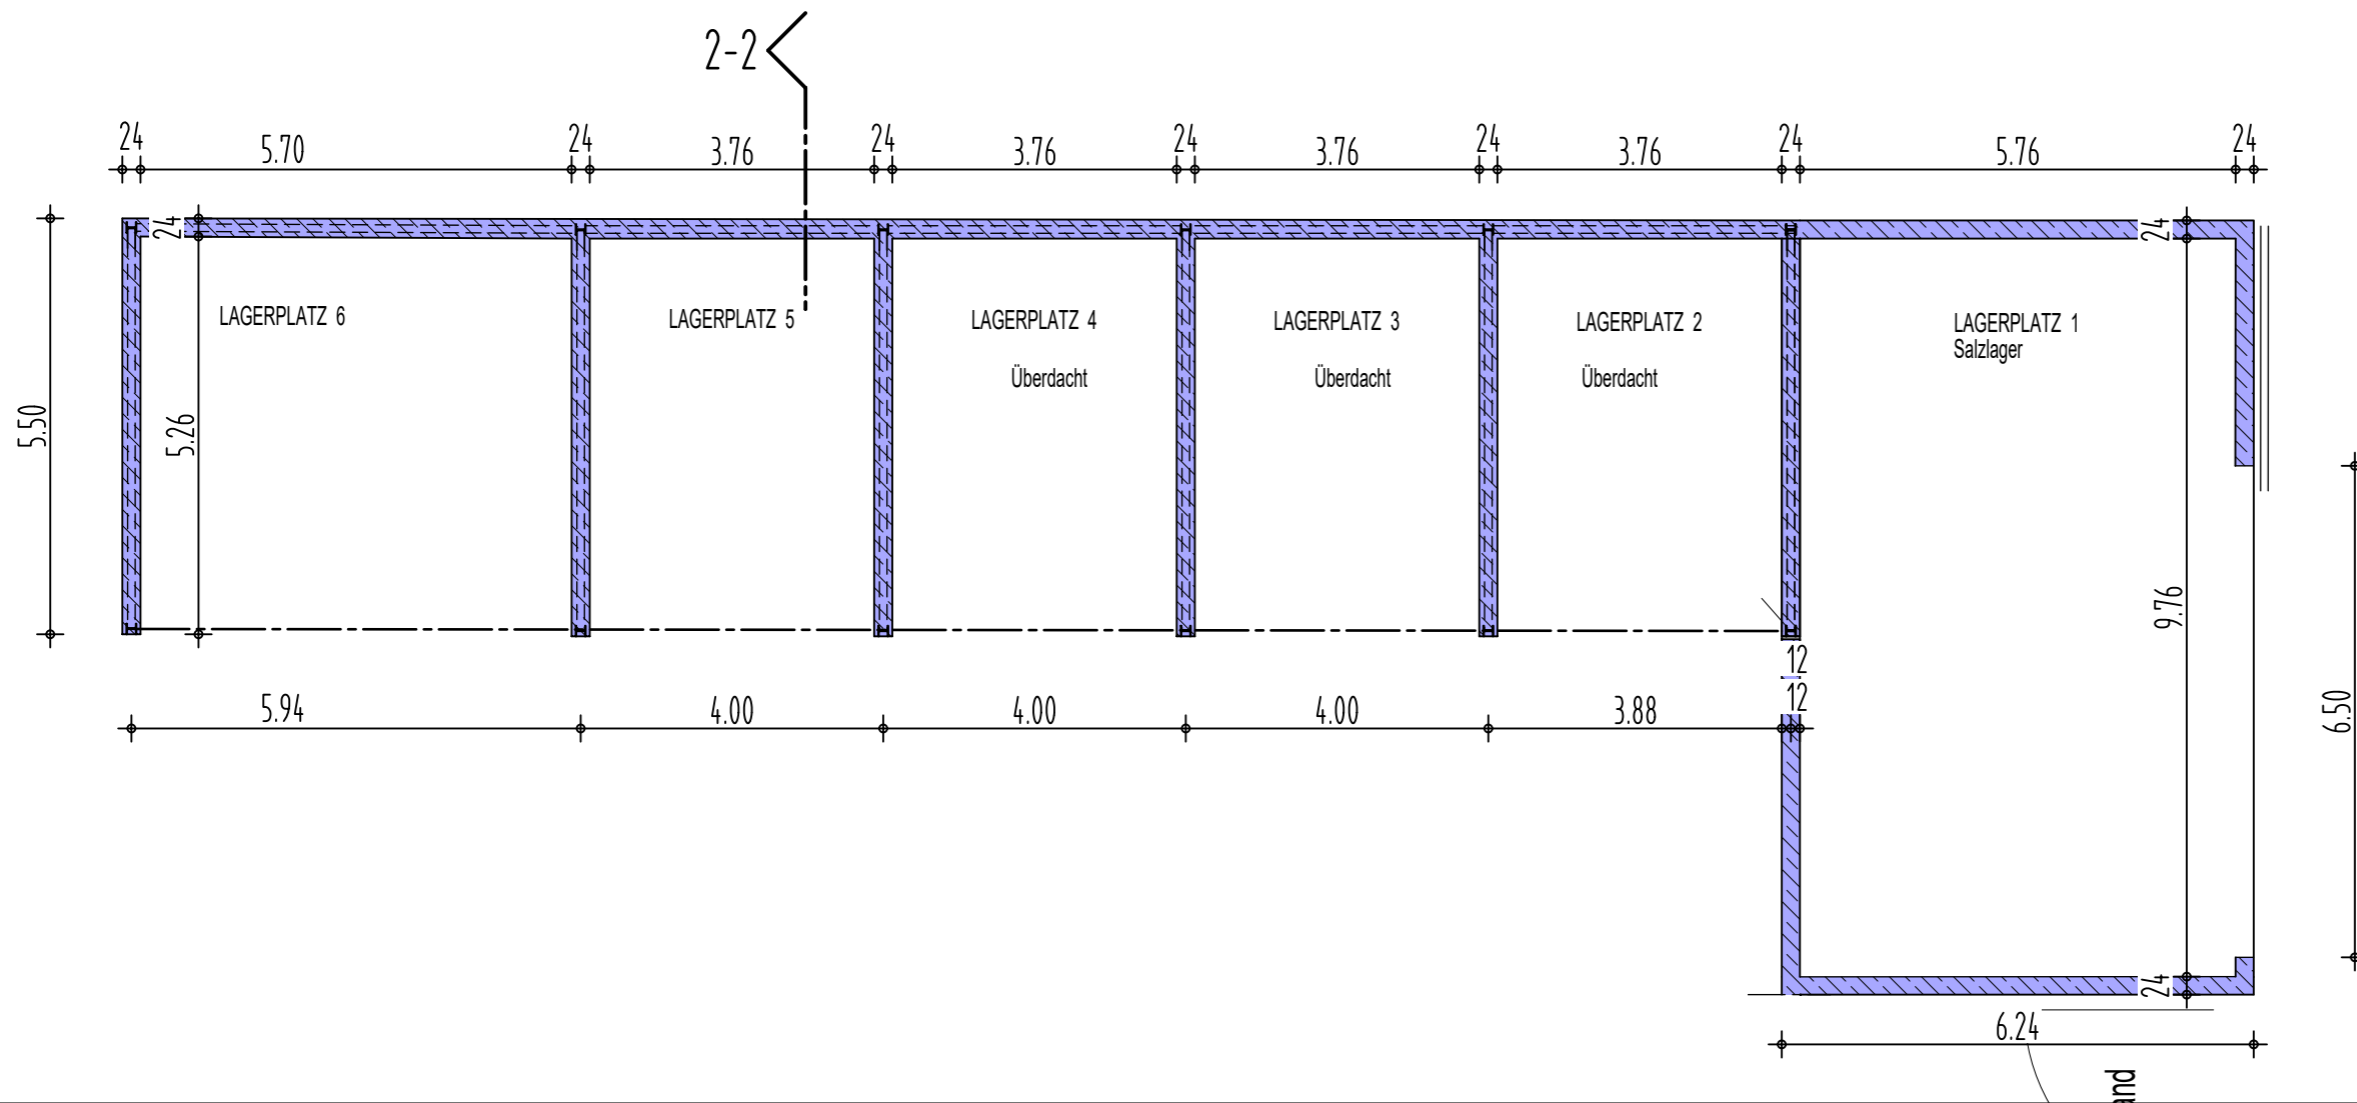 2-2
24 5.70 24 3.76 24 3.76 24 3.76 24 3.76 24 5.76 24
24
24
LAGERPLATZ 6
LAGERPLATZ 5
LAGERPLATZ 4
LAGERPLATZ 3
LAGERPLATZ 2
LAGERPLATZ 1
Salzlager
Überdacht
Überdacht
Überdacht
5.50
5.26
9.76
6.50
12
12
5.94 4.00 4.00 4.00 3.88
24
6.24